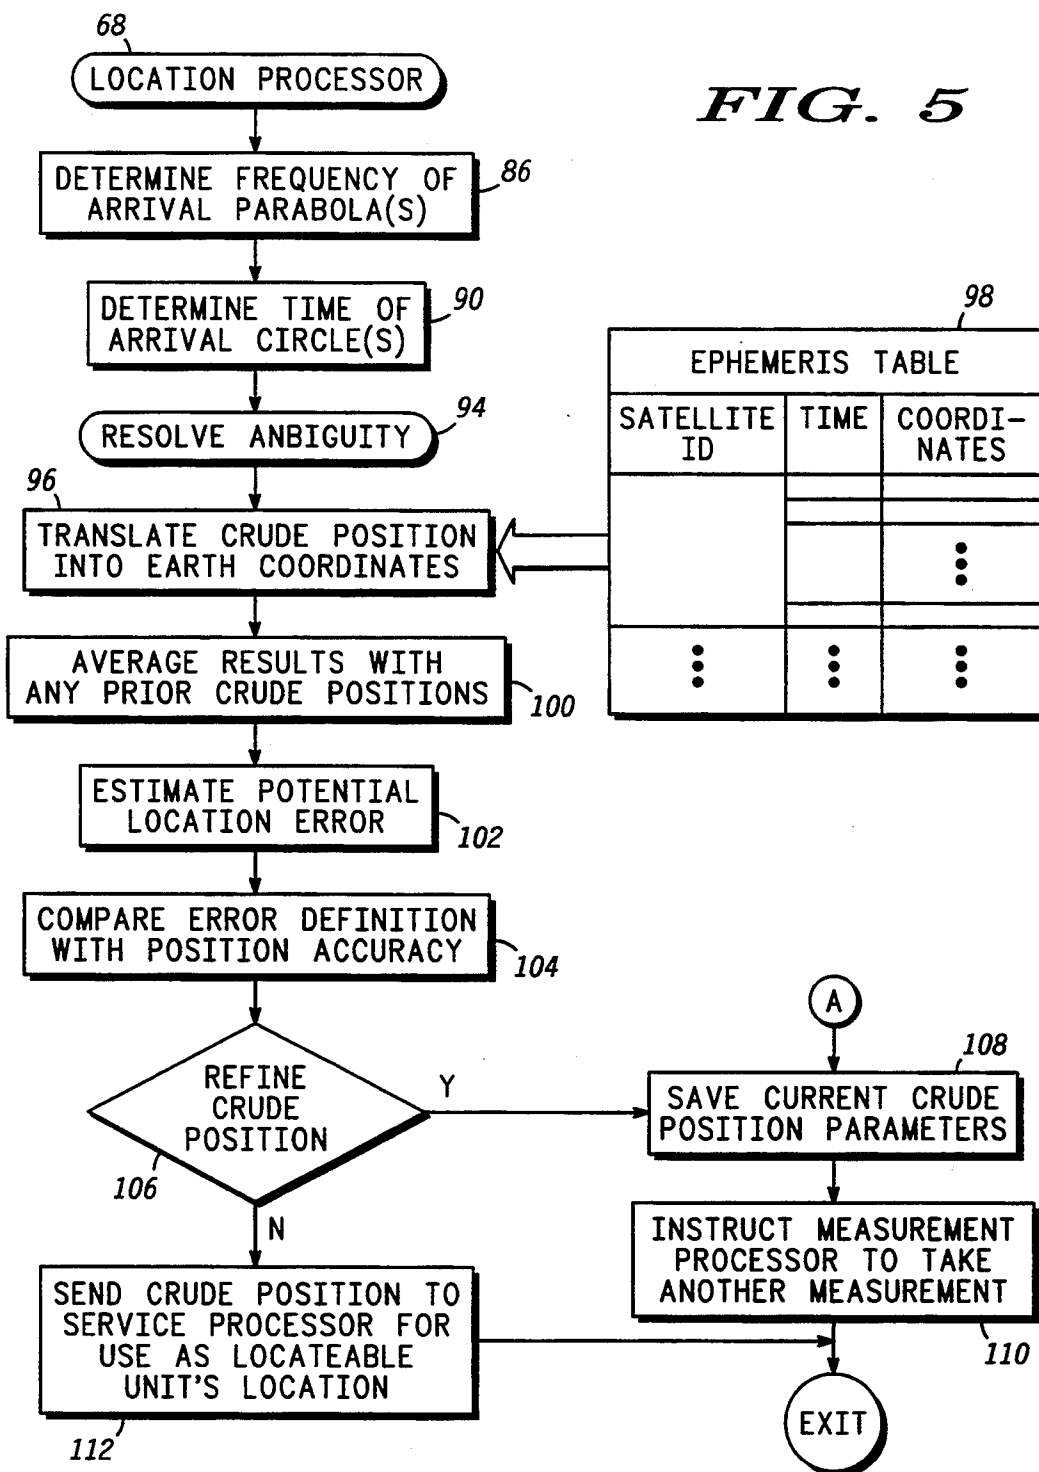 68
LOCATION PROCESSOR
FIG. 5
DETERMINE FREQUENCY OF
ARRIVAL PARABOLA(S)
86
DETERMINE TIME OF
ARRIVAL CIRCLE(S)
90
RESOLVE ANBIGUITY
94
96
TRANSLATE CRUDE POSITION
INTO EARTH COORDINATES
98
EPHEMERIS TABLE
SATELLITE
ID
TIME
COORDI-
NATES
AVERAGE RESULTS WITH
ANY PRIOR CRUDE POSITIONS
100
ESTIMATE POTENTIAL
LOCATION ERROR
102
COMPARE ERROR DEFINITION
WITH POSITION ACCURACY
104
REFINE
CRUDE
POSITION
106
Y
N
A
108
SAVE CURRENT CRUDE
POSITION PARAMETERS
INSTRUCT MEASUREMENT
PROCESSOR TO TAKE
ANOTHER MEASUREMENT
110
SEND CRUDE POSITION TO
SERVICE PROCESSOR FOR
USE AS LOCATEABLE
UNIT'S LOCATION
112
EXIT